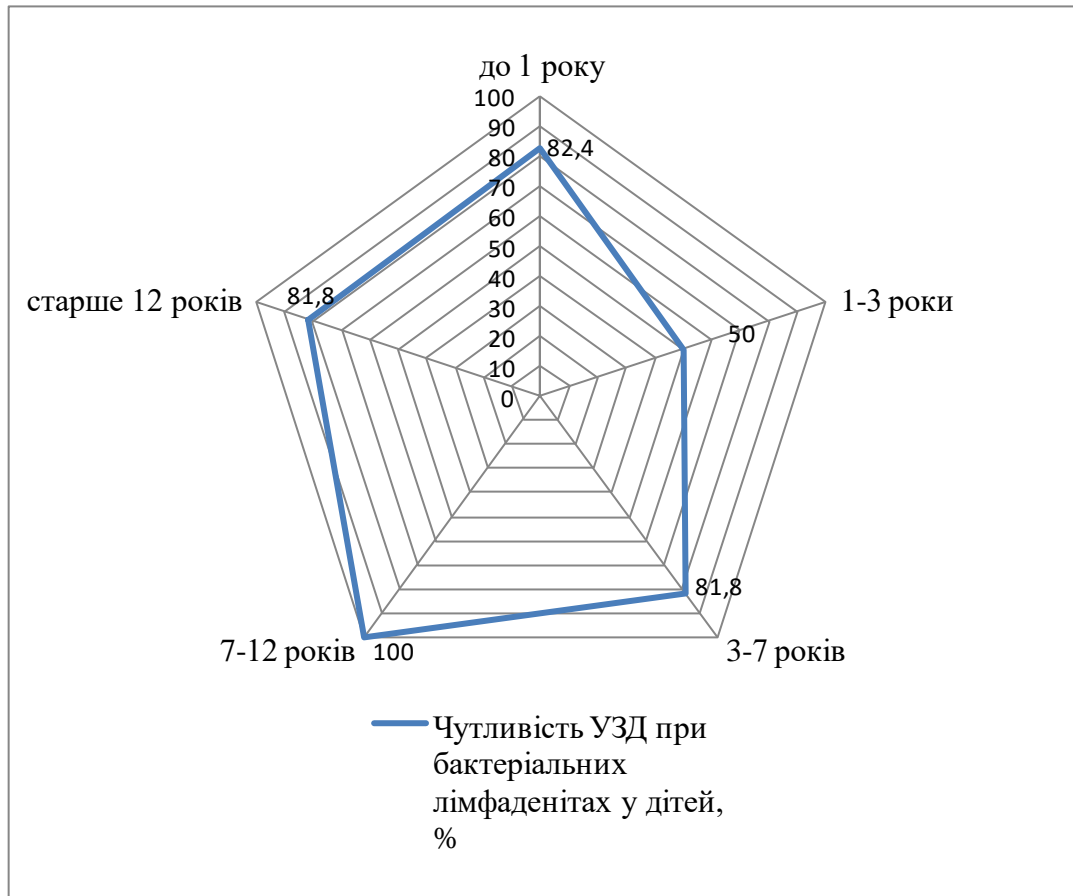 до 1 року
100
90
82,4
80
70
60
50
40
30
20
10
0
старше 12 років
81,8
1-3 роки
50
81,8
7-12 років
100
3-7 років
Чутливість УЗД при
бактеріальних
лімфаденітах у дітей,
%